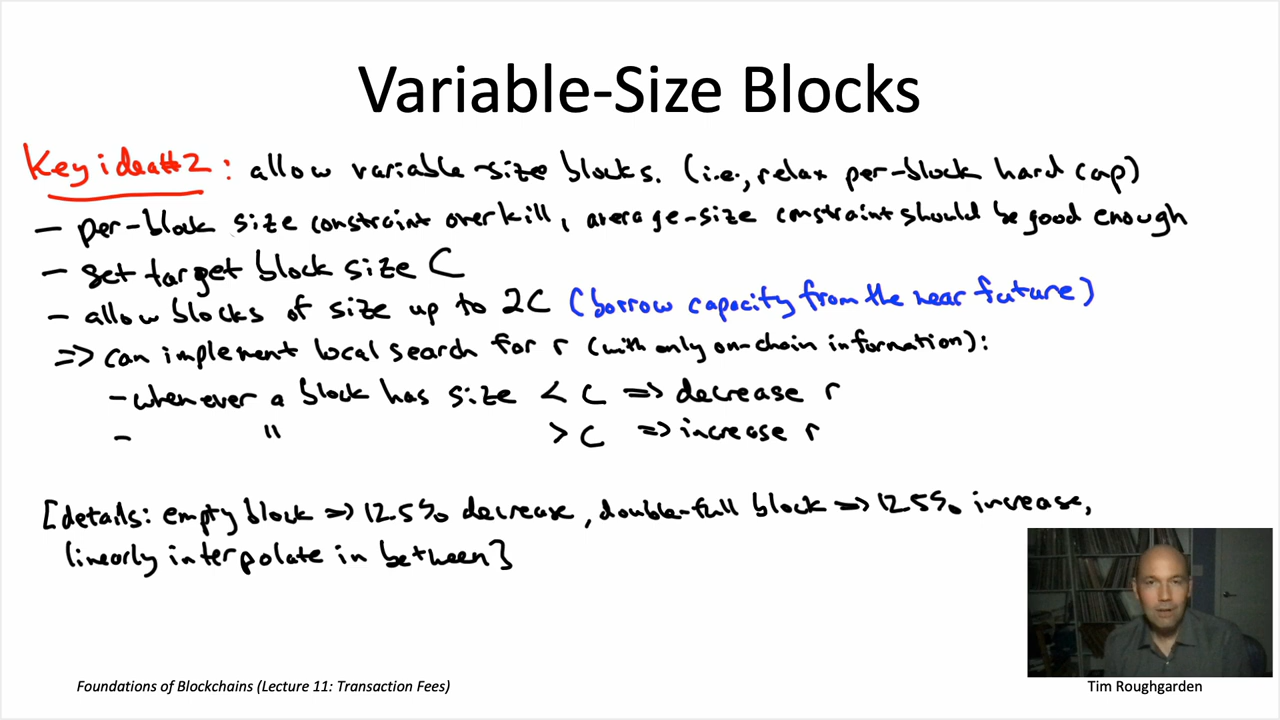 Variable-Size Blocks
Key idea #2: allow variable-size blocks. (i.e., relax per-block hard cap)
- per-block size constraint overkill, average-size constraint should be good enough
- set target block size C
- allow blocks of size up to 2C (borrow capacity from the near future)
=> can implement local search for r (with only on-chain information):
- whenever a block has size < C => decrease r
- " > C => increase r
[details: empty block => 12.5% decrease, double-full block => 12.5% increase,
linearly interpolate in between]
Foundations of Blockchains (Lecture 11: Transaction Fees)
Tim Roughgarden